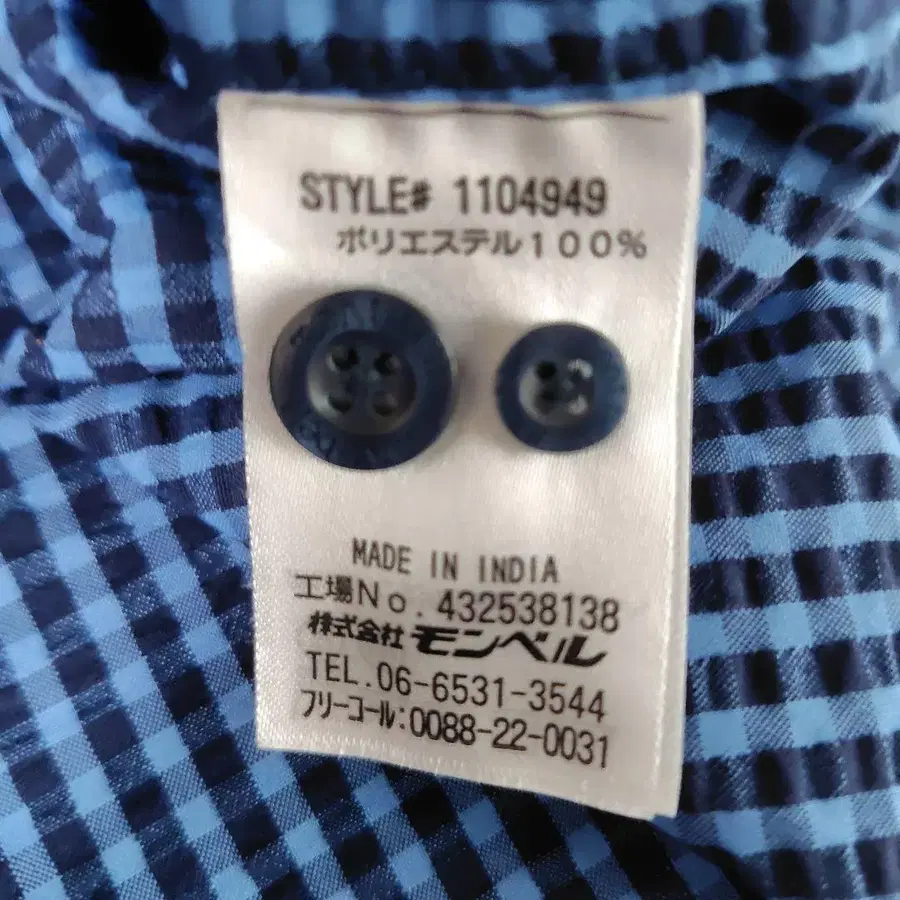 STYLE# 1104949
ポリエステル100%
MADE IN INDIA
工場No.432538138
株式会社 モンベル
TEL.06-6531-3544
フリーコール:0088-22-0031